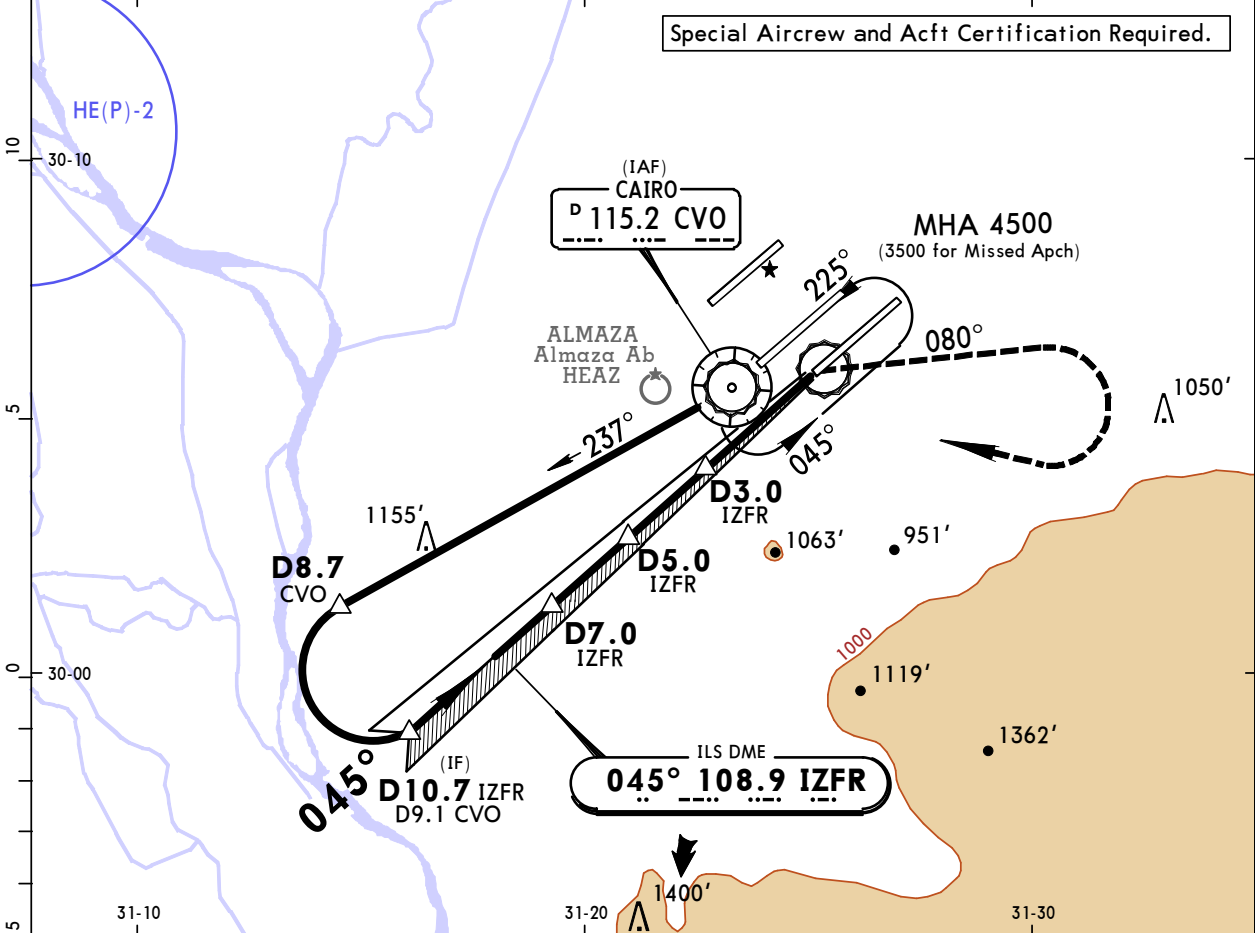 Special Aircrew and Acft Certification Required.
HE(P)-2
10
30-10
(IAF)
CAIRO
D 115.2 CVO
MHA 4500
(3500 for Missed Apch)
225°
080°
ALMAZA
Almaza Ab
HEAZ
1050'
5
237°
045°
D3.0
IZFR
1155'
1063'
951'
D5.0
IZFR
D8.7
CVO
D7.0
IZFR
1000
0
30-00
1119'
1362'
ILS DME
045° 108.9 IZFR
045°
(IF)
D10.7 IZFR
D9.1 CVO
1400'
5
31-10
31-20
31-30